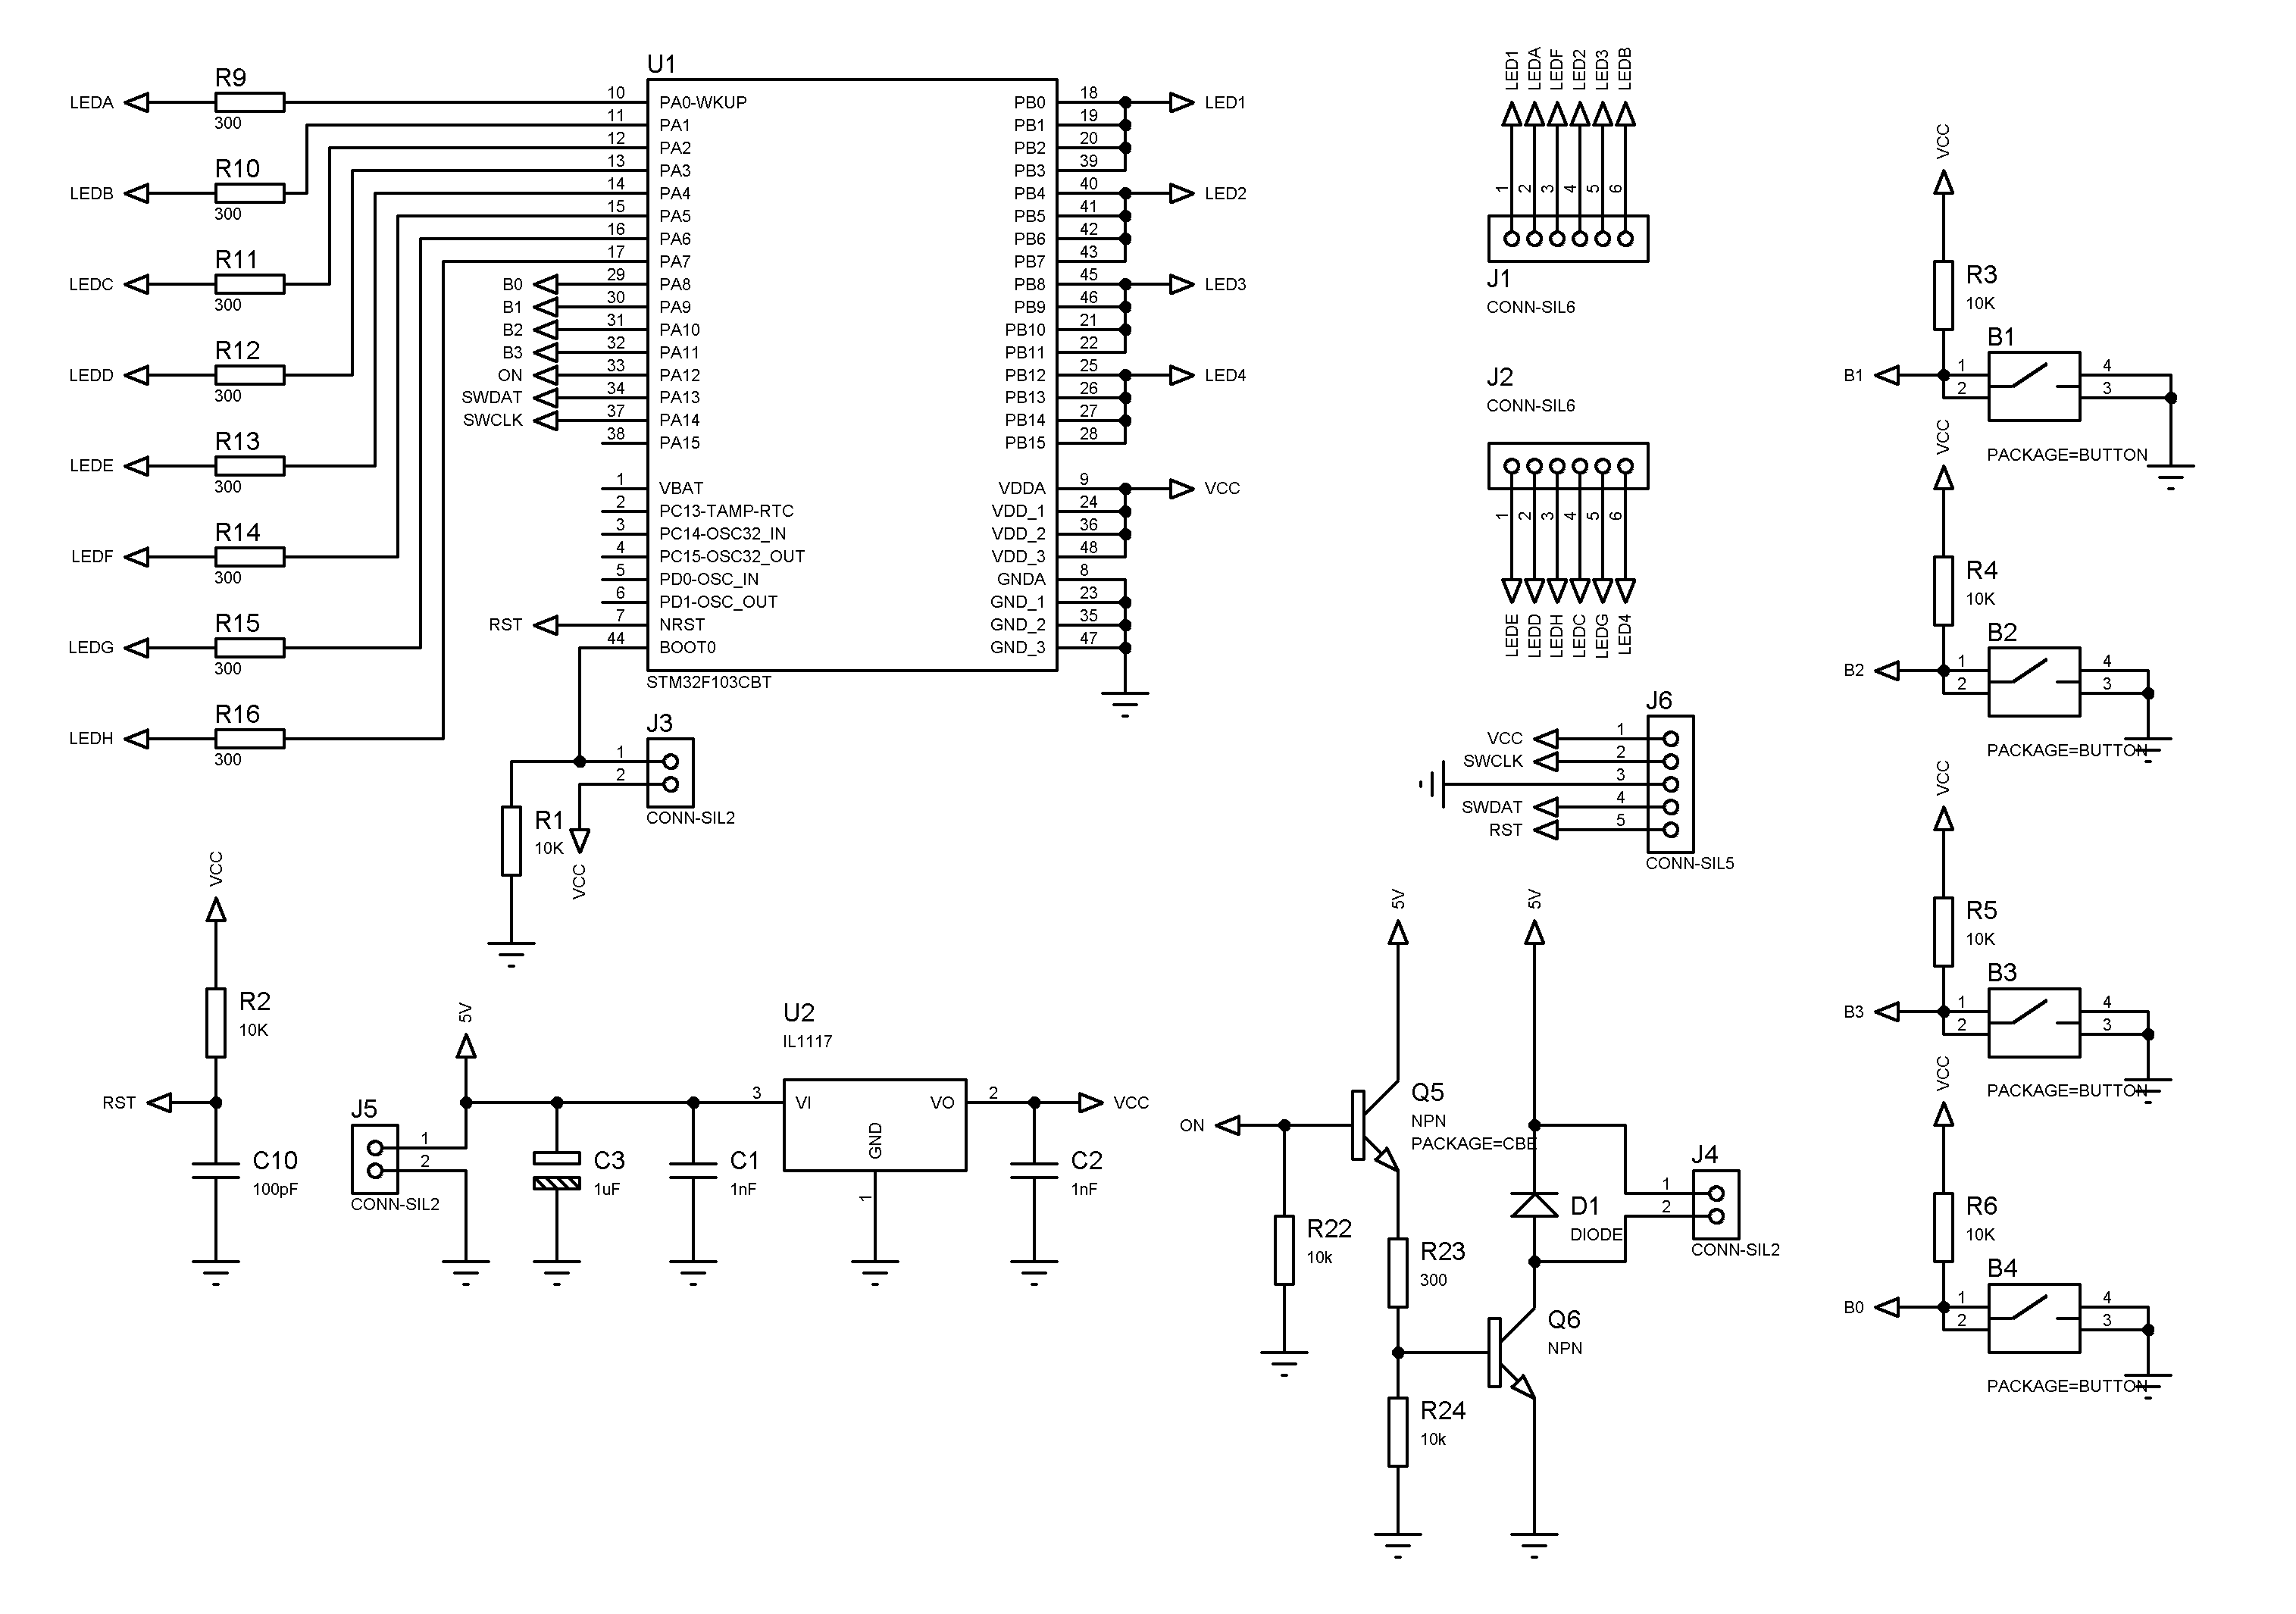 U1
R9
LEDA
300
R10
LEDB
300
R11
LEDC
300
R12
LEDD
300
R13
LEDE
300
R14
LEDF
300
R15
LEDG
300
R16
LEDH
300
10 PA0-WKUP
11 PA1
12 PA2
13 PA3
14 PA4
15 PA5
16 PA6
17 PA7
B0 29 PA8
B1 30 PA9
B2 31 PA10
B3 32 PA11
ON 33 PA12
SWDAT 34 PA13
SWCLK 37 PA14
38 PA15
1 VBAT
2 PC13-TAMP-RTC
3 PC14-OSC32_IN
4 PC15-OSC32_OUT
5 PD0-OSC_IN
6 PD1-OSC_OUT
RST 7 NRST
44 BOOT0
PB0 18 LED1
PB1 19
PB2 20
PB3 39
PB4 40 LED2
PB5 41
PB6 42
PB7 43
PB8 45 LED3
PB9 46
PB10 21
PB11 22
PB12 25 LED4
PB13 26
PB14 27
PB15 28
VDDA 9 VCC
VDD_1 24
VDD_2 36
VDD_3 48
GNDA 8
GND_1 23
GND_2 35
GND_3 47
STM32F103CBT
J3
1
2
CONN-SIL2
R1
10K
VCC
LED1 LEDA LEDF LED2 LED3 LEDB
1 2 3 4 5 6
J1
CONN-SIL6
J2
CONN-SIL6
1 2 3 4 5 6
LEDE LEDD LEDH LEDC LEDG LED4
J6
VCC 1
SWCLK 2
3
SWDAT 4
RST 5
CONN-SIL5
VCC
R3
10K
B1
B1 1 4
2 3
PACKAGE=BUTTON
VCC
R4
10K
B2
B2 1 4
2 3
PACKAGE=BUTTON
VCC
R5
10K
B3
B3 1 4
2 3
PACKAGE=BUTTON
VCC
R6
10K
B4
B0 1 4
2 3
PACKAGE=BUTTON
VCC
R2
10K
RST
C10
100pF
5V
J5
1
2
CONN-SIL2
C3
1uF
C1
1nF
U2
IL1117
3 VI VO 2
GND
1
VCC
C2
1nF
5V
5V
ON
Q5
NPN
PACKAGE=CBE
R22
10k
R23
300
R24
10k
D1
DIODE
J4
1
2
CONN-SIL2
Q6
NPN